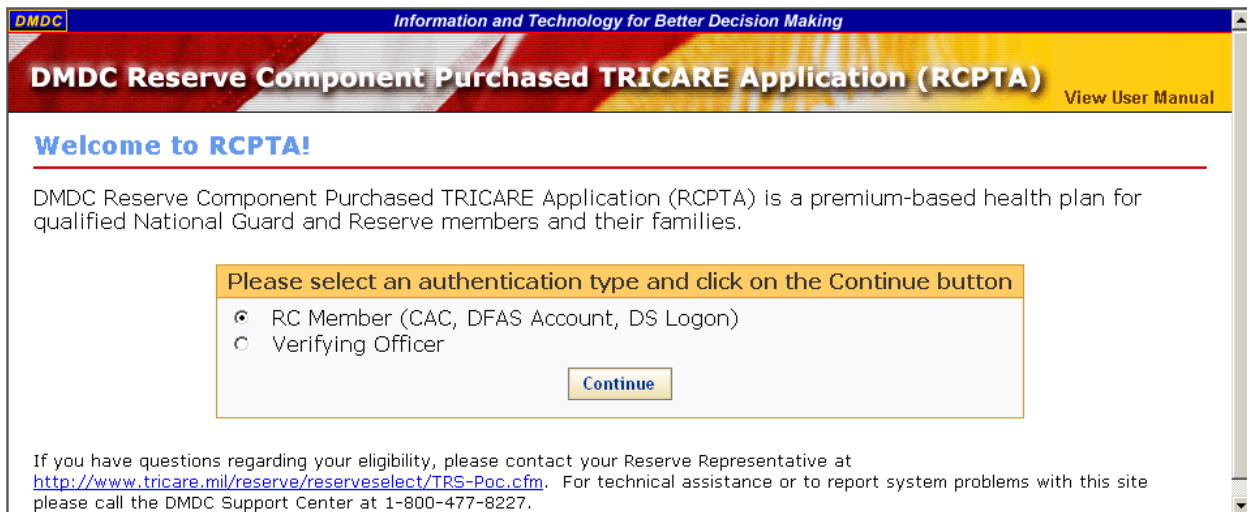 DMDC
Information and Technology for Better Decision Making
DMDC Reserve Component Purchased TRICARE Application (RCPTA)
View User Manual
Welcome to RCPTA!
DMDC Reserve Component Purchased TRICARE Application (RCPTA) is a premium-based health plan for
qualified National Guard and Reserve members and their families.
Please select an authentication type and click on the Continue button
RC Member (CAC, DFAS Account, DS Logon)
Verifying Officer
Continue
If you have questions regarding your eligibility, please contact your Reserve Representative at
http://www.tricare.mil/reserve/reserveselect/TRS-Poc.cfm. For technical assistance or to report system problems with this site
please call the DMDC Support Center at 1-800-477-8227.